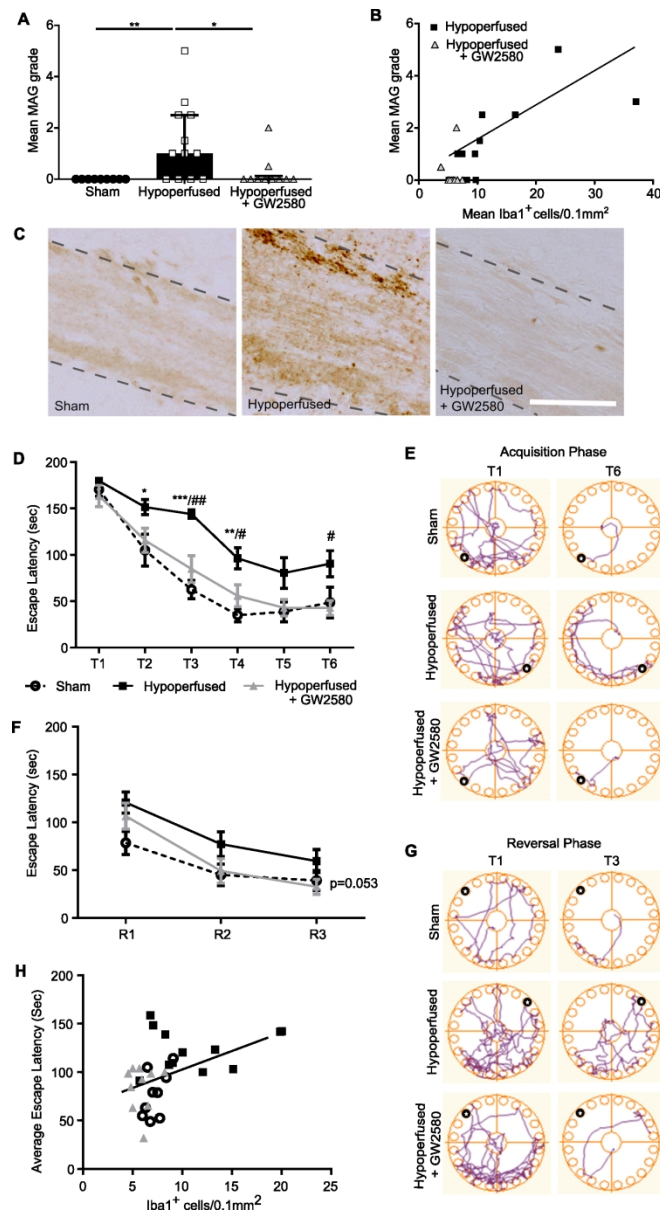 A
**
*
Mean MAG grade
6
4
2
0
Sham
Hypoperfused
Hypoperfused
+ GW2580
B
Hypoperfused
Hypoperfused
+ GW2580
Mean MAG grade
6
4
2
0
0
10
20
30
40
Mean Iba1+ cells/0.1mm2
C
Sham
Hypoperfused
Hypoperfused
+ GW2580
D
Escape Latency (sec)
200
150
100
50
0
*
***/##
**/#
#
T1
T2
T3
T4
T5
T6
Sham
Hypoperfused
Hypoperfused
+ GW2580
E
Acquisition Phase
T1
T6
Sham
Hypoperfused
Hypoperfused
+ GW2580
F
Escape Latency (sec)
200
150
100
50
0
p=0.053
R1
R2
R3
G
Reversal Phase
T1
T3
Sham
Hypoperfused
Hypoperfused
+ GW2580
H
Average Escape Latency (Sec)
200
150
100
50
0
0
5
10
15
20
25
Iba1+ cells/0.1mm2